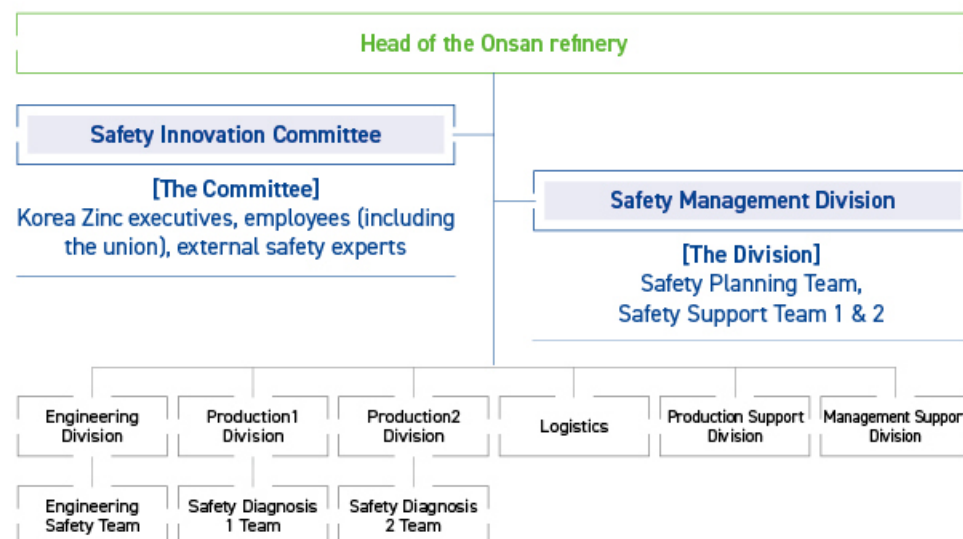 Head of the Onsan refinery
Safety Innovation Committee
[The Committee]
Korea Zinc executives, employees (including
the union), external safety experts
Safety Management Division
[The Division]
Safety Planning Team,
Safety Support Team 1 & 2
Engineering
Division
Production1
Division
Production2
Division
Logistics
Production Support
Division
Management Support
Division
Engineering
Safety Team
Safety Diagnosis
1 Team
Safety Diagnosis
2 Team